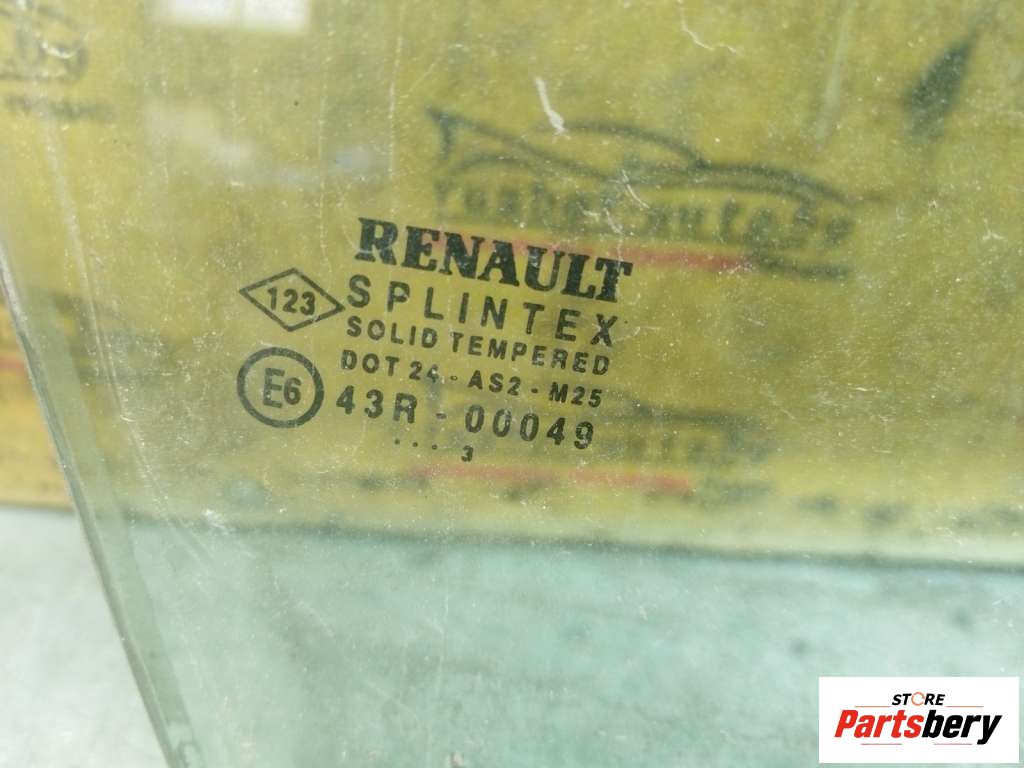 RENAULT
123
SPLINTEX
SOLID TEMPERED
DOT 24 - AS2 - M25
E6
43R - 00049
... 3
STORE
Partsbery